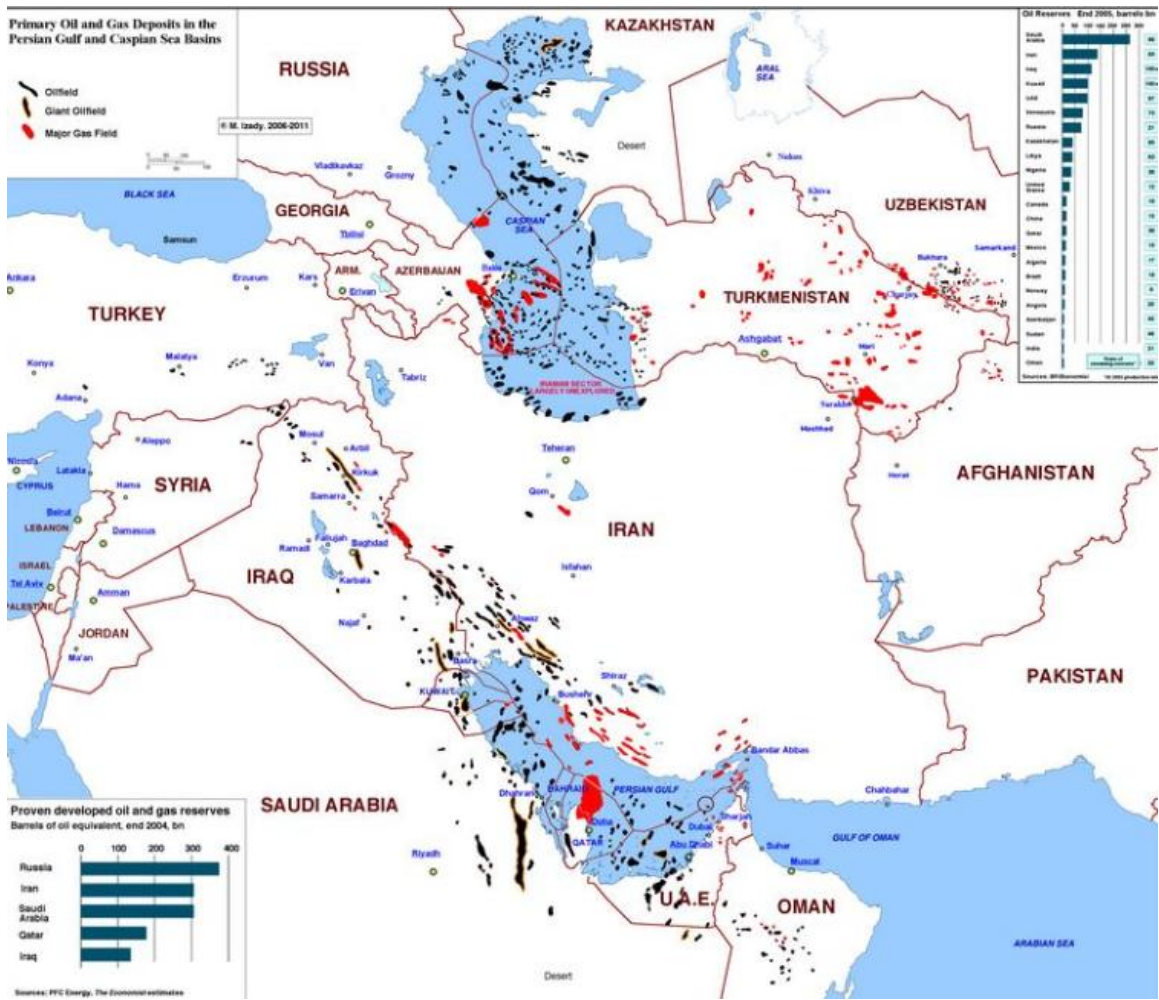 Primary Oil and Gas Deposits in the
Persian Gulf and Caspian Sea Basins
Oilfield
Giant Oilfield
Major Gas Field
© M. Izady. 2006-2011
Oil Reserves End 2005, barrels bn
Saudi
Arabia
Iran
Iraq
Kuwait
UAE
Venezuela
Russia
Kazakhstan
Libya
Nigeria
United
States
Canada
China
Qatar
Mexico
Algeria
Brazil
Norway
Angola
Azerbaijan
Sudan
India
Oman
KAZAKHSTAN
RUSSIA
ARAL
SEA
Desert
Nukus
Vladikavkaz
Grozny
BLACK SEA
Khiva
UZBEKISTAN
GEORGIA
Tbilisi
CASPIAN
SEA
Samsun
Samarkand
Bukhara
Ankara
Erzurum
Kars
ARM.
AZERBAIJAN
Baku
Erivan
TURKMENISTAN
Charjou
TURKEY
Ashgabat
Mari
Konya
Malatya
Van
Tabriz
IRANIAN SECTOR
LARGELY UNEXPLORED
Adana
Sarakhs
Mashhad
Mosul
Arbil
Aleppo
Teheran
Nicosia
Latakia
Kirkuk
Herat
AFGHANISTAN
CYPRUS
Hama
SYRIA
Samarra
Qom
Beirut
LEBANON
Damascus
IRAN
Ramadi
Fallujah
Baghdad
ISRAEL
IRAQ
Karbala
Isfahan
Tel Aviv
Amman
PALESTINE
Najaf
Ahwaz
JORDAN
Ma'an
Basra
Shiraz
PAKISTAN
KUWAIT
Bushehr
Bandar Abbas
SAUDI ARABIA
Dhahran
BAHRAIN
PERSIAN GULF
Chahbahar
Doha
Dubai
Sharjah
GULF OF OMAN
QATAR
Abu Dhabi
Suhar
Riyadh
Muscat
U.A.E.
OMAN
ARABIAN SEA
Desert
Proven developed oil and gas reserves
Barrels of oil equivalent, end 2004, bn
0 100 200 300 400
Russia
Iran
Saudi
Arabia
Qatar
Iraq
Sources: PFC Energy, The Economist estimates